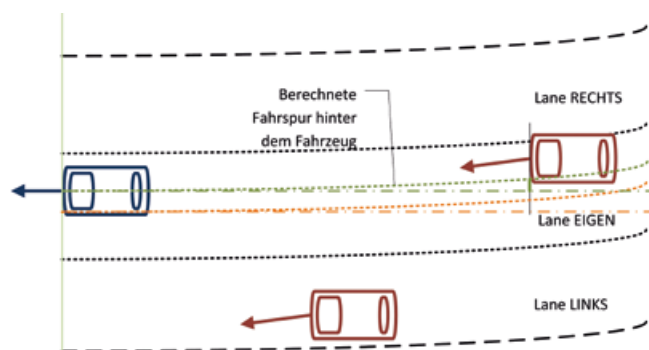 Berechnete
Fahrspur hinter
dem Fahrzeug
Lane RECHTS
Lane EIGEN
Lane LINKS